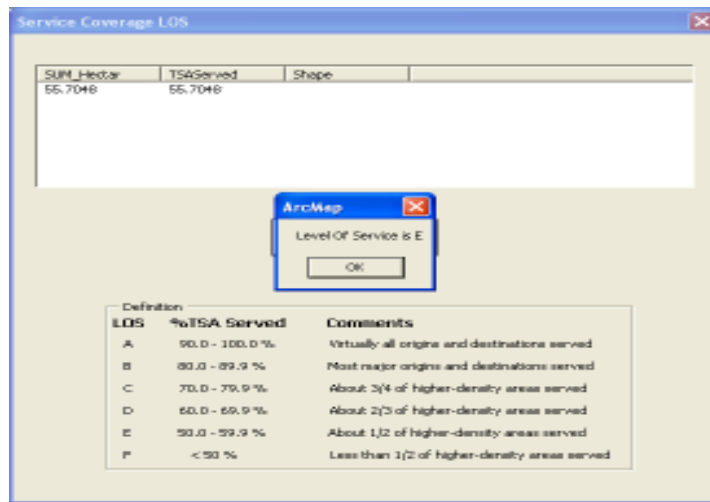 Service Coverage LOS
SUM_Hectar TSAServed Shape
55.7048 55.7048
ArcMap
Level Of Service is E
OK
Definition
LOS %TSA Served Comments
A 90.0 - 100.0 % Virtually all origins and destinations served
B 80.0 - 89.9 % Most major origins and destinations served
C 70.0 - 79.9 % About 3/4 of higher-density areas served
D 60.0 - 69.9 % About 2/3 of higher-density areas served
E 50.0 - 59.9 % About 1/2 of higher-density areas served
F < 50 % Less than 1/2 of higher-density areas served